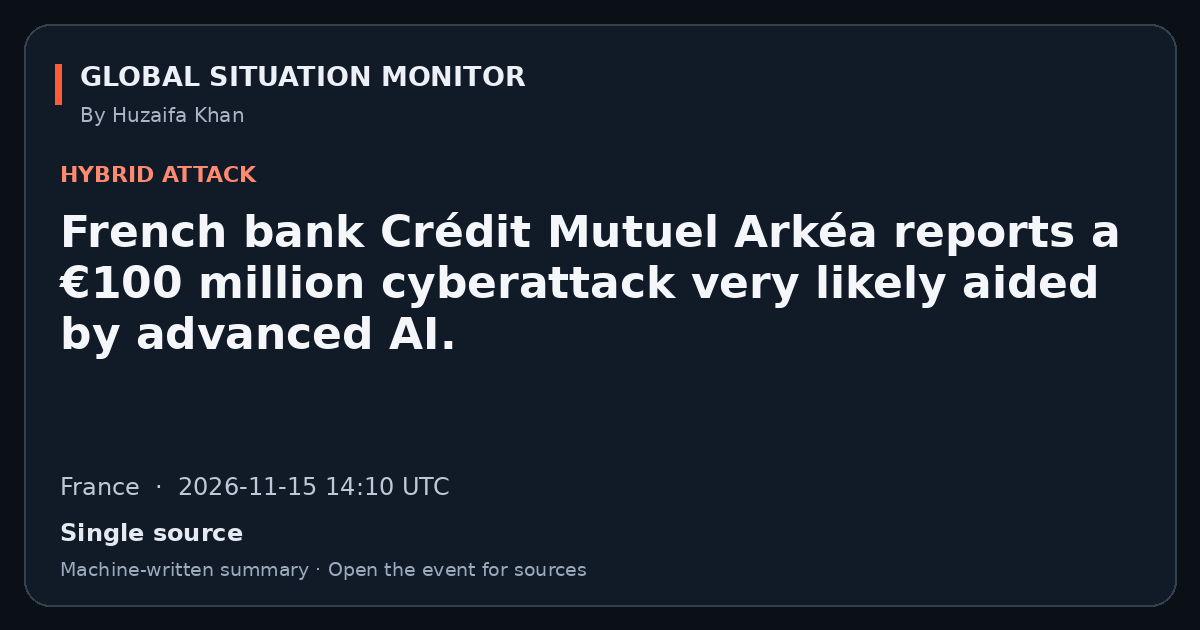 GLOBAL SITUATION MONITOR
By Huzaifa Khan
HYBRID ATTACK
French bank Crédit Mutuel Arkéa reports a
€100 million cyberattack very likely aided
by advanced AI.
France · 2026-11-15 14:10 UTC
Single source
Machine-written summary · Open the event for sources